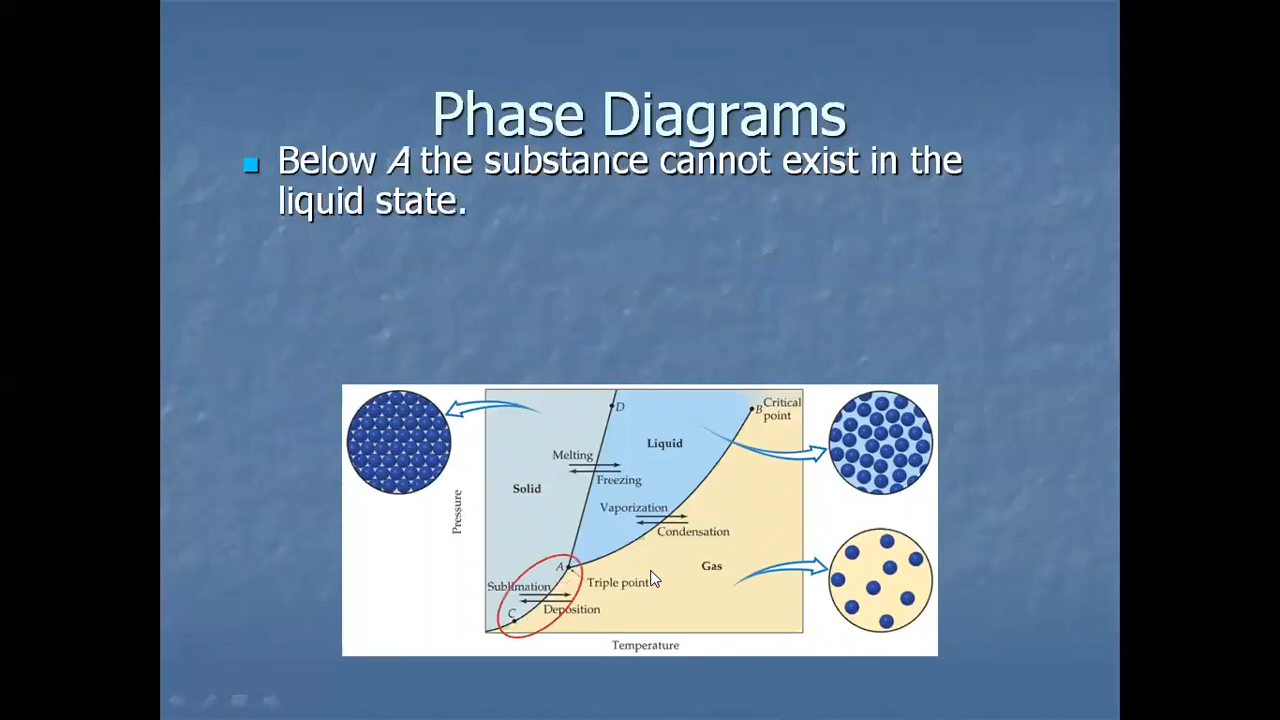 Phase Diagrams
Below A the substance cannot exist in the
liquid state.
D
B
Critical
point
Liquid
Melting
Freezing
Solid
Vaporization
Condensation
Pressure
A
Gas
Triple point
Sublimation
Deposition
C
Temperature